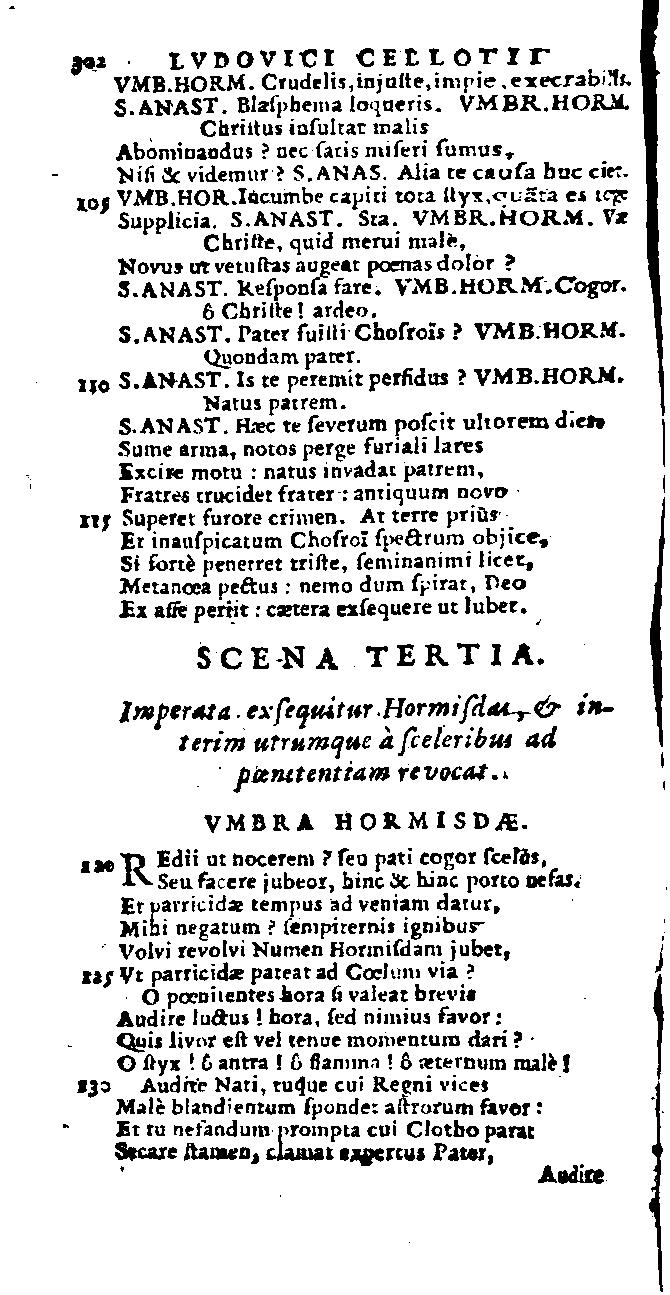 302 LVDOVICI CELLOTII
VMB.HORM. Crudelis, injuſte, impie, execrabilis.
S.ANAST. Blaſphema loqueris. VMBR.HORM.
Chriſtus inſultat malis
Abominandus ? nec ſatis miſeri ſumus,
Niſi & videmur ? S.ANAS. Alia te cauſa huc ciet.
105 VMB.HOR. Incumbe capiti tota ſtyx, quãta es tege
Supplicia. S.ANAST. Sta. VMBR.HORM. Væ
Chriſte, quid merui malè,
Novus ut vetuſtas augeat pœnas dolor ?
S.ANAST. Reſponſa fare. VMB.HORM. Cogor.
ô Chriſte ! ardeo.
S.ANAST. Pater fuiſti Choſroïs ? VMB.HORM.
Quondam pater.
110 S.ANAST. Is te peremit perfidus ? VMB.HORM.
Natus patrem.
S.ANAST. Hæc te ſeverum poſcit ultorem dies
Sume arma, notos perge furiali lares
Excire motu : natus invadat patrem,
Fratres trucidet frater : antiquum novo
115 Superet furore crimen. At terre priùs
Et inauſpicatum Choſroï ſpectrum objice,
Si fortè penetret triſte, ſeminanimi licet,
Metanœa pectus : nemo dum ſpirat, Deo
Ex aſſe periit : cætera exſequere ut lubet.
SCENA TERTIA.
Imperata exſequitur Hormiſdas, & in-
terim utrumque à ſceleribus ad
pœnitentiam revocat.
VMBRA HORMISDÆ.
120 REdii ut nocerem ? ſeu pati cogor ſcelùs,
Seu facere jubeor, hinc & hinc porto nefas.
Et parricidæ tempus ad veniam datur,
Mihi negatum ? ſempiternis ignibus
Volvi revolvi Numen Hormiſdam jubet,
125 Vt parricidæ pateat ad Cœlum via ?
O pœnitentes hora ſi valeat brevis
Audire luctus ! hora, ſed nimius favor :
Quis livor eſt vel tenue momentum dari ?
O ſtyx ! ô antra ! ô flamma ! ô æternum malè !
130 Audite Nati, tuque cui Regni vices
Malè blandientum ſpondet aſtrorum favor :
Et tu nefandum prompta cui Clotho parat
Secare ſtamen, clamat expertus Pater,
Audite